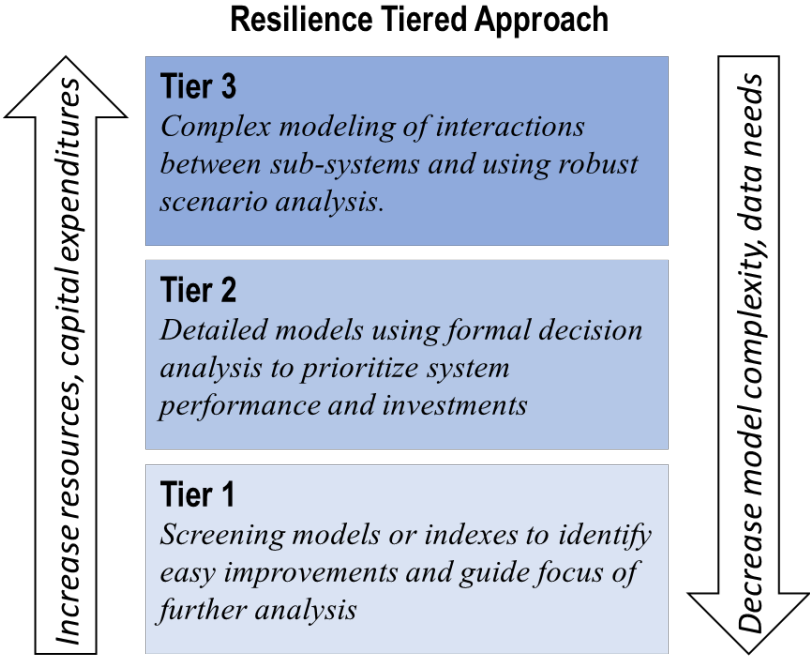 Resilience Tiered Approach
Increase resources, capital expenditures
Tier 3
Complex modeling of interactions
between sub-systems and using robust
scenario analysis.
Tier 2
Detailed models using formal decision
analysis to prioritize system
performance and investments
Tier 1
Screening models or indexes to identify
easy improvements and guide focus of
further analysis
Decrease model complexity, data needs